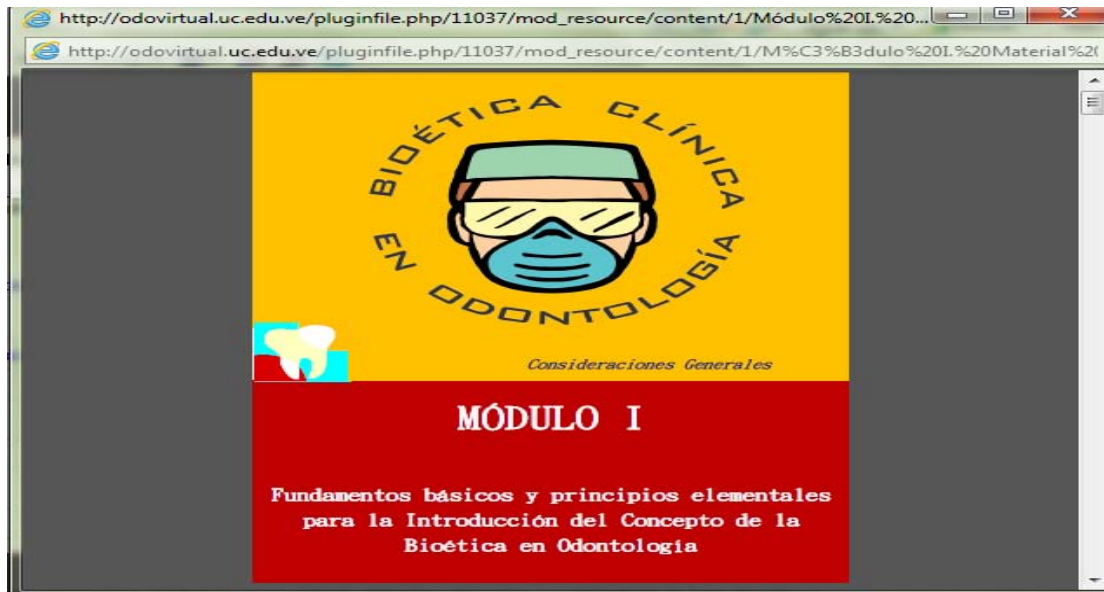 http://odovirtual.uc.edu.ve/pluginfile.php/11037/mod_resource/content/1/Módulo%20I.%20...
http://odovirtual.uc.edu.ve/pluginfile.php/11037/mod_resource/content/1/M%C3%B3dulo%20I.%20Material%20
BIOÉTICA CLÍNICA
EN ODONTOLOGÍA
Consideraciones Generales
MÓDULO I
Fundamentos básicos y principios elementales
para la Introducción del Concepto de la
Bioética en Odontología